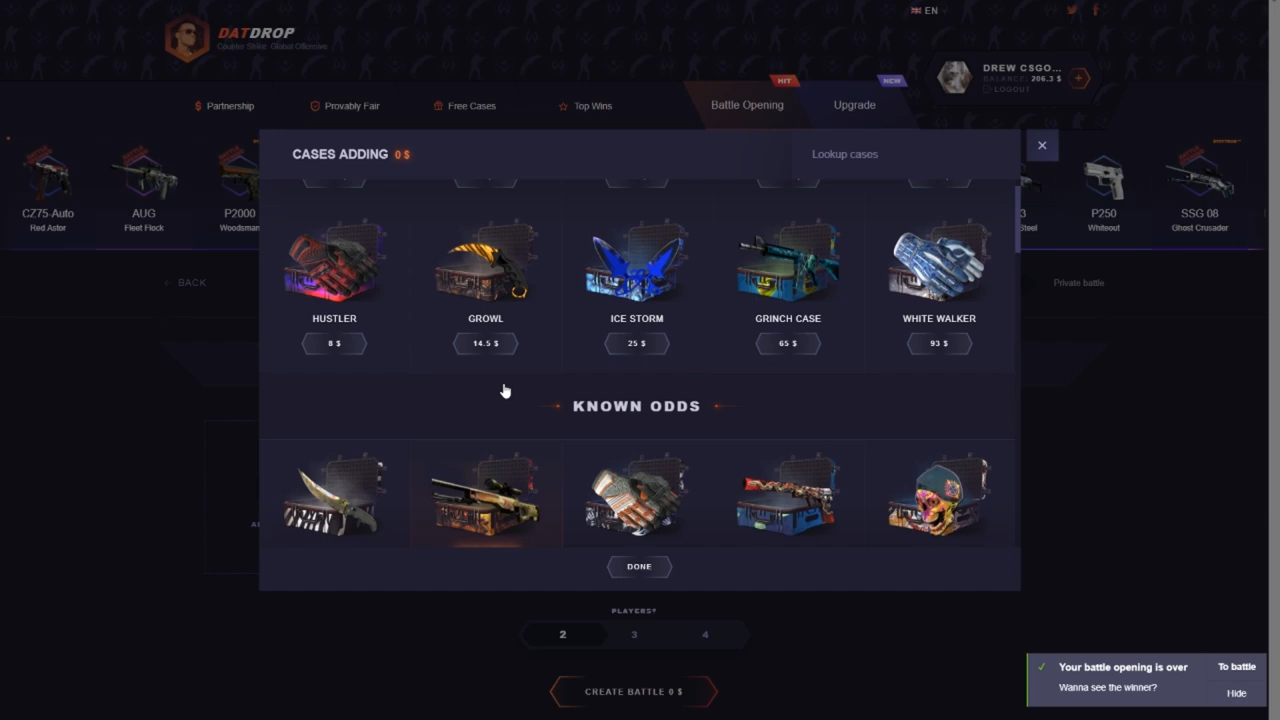 EN
DATDROP
Counter Strike: Global Offensive
DREW CSGO...
BALANCE: 206.3 $
LOGOUT
HIT
NEW
Partnership
Provably Fair
Free Cases
Top Wins
Battle Opening
Upgrade
CASES ADDING 0 $
Lookup cases
CZ75-Auto
Red Astor
AUG
Fleet Flock
P2000
Woodsman
P250
Whiteout
SSG 08
Ghost Crusader
BACK
Private battle
HUSTLER
GROWL
ICE STORM
GRINCH CASE
WHITE WALKER
8 $
14.5 $
25 $
65 $
93 $
KNOWN ODDS
DONE
PLAYERS
2
3
4
CREATE BATTLE 0 $
Your battle opening is over
To battle
Wanna see the winner?
Hide